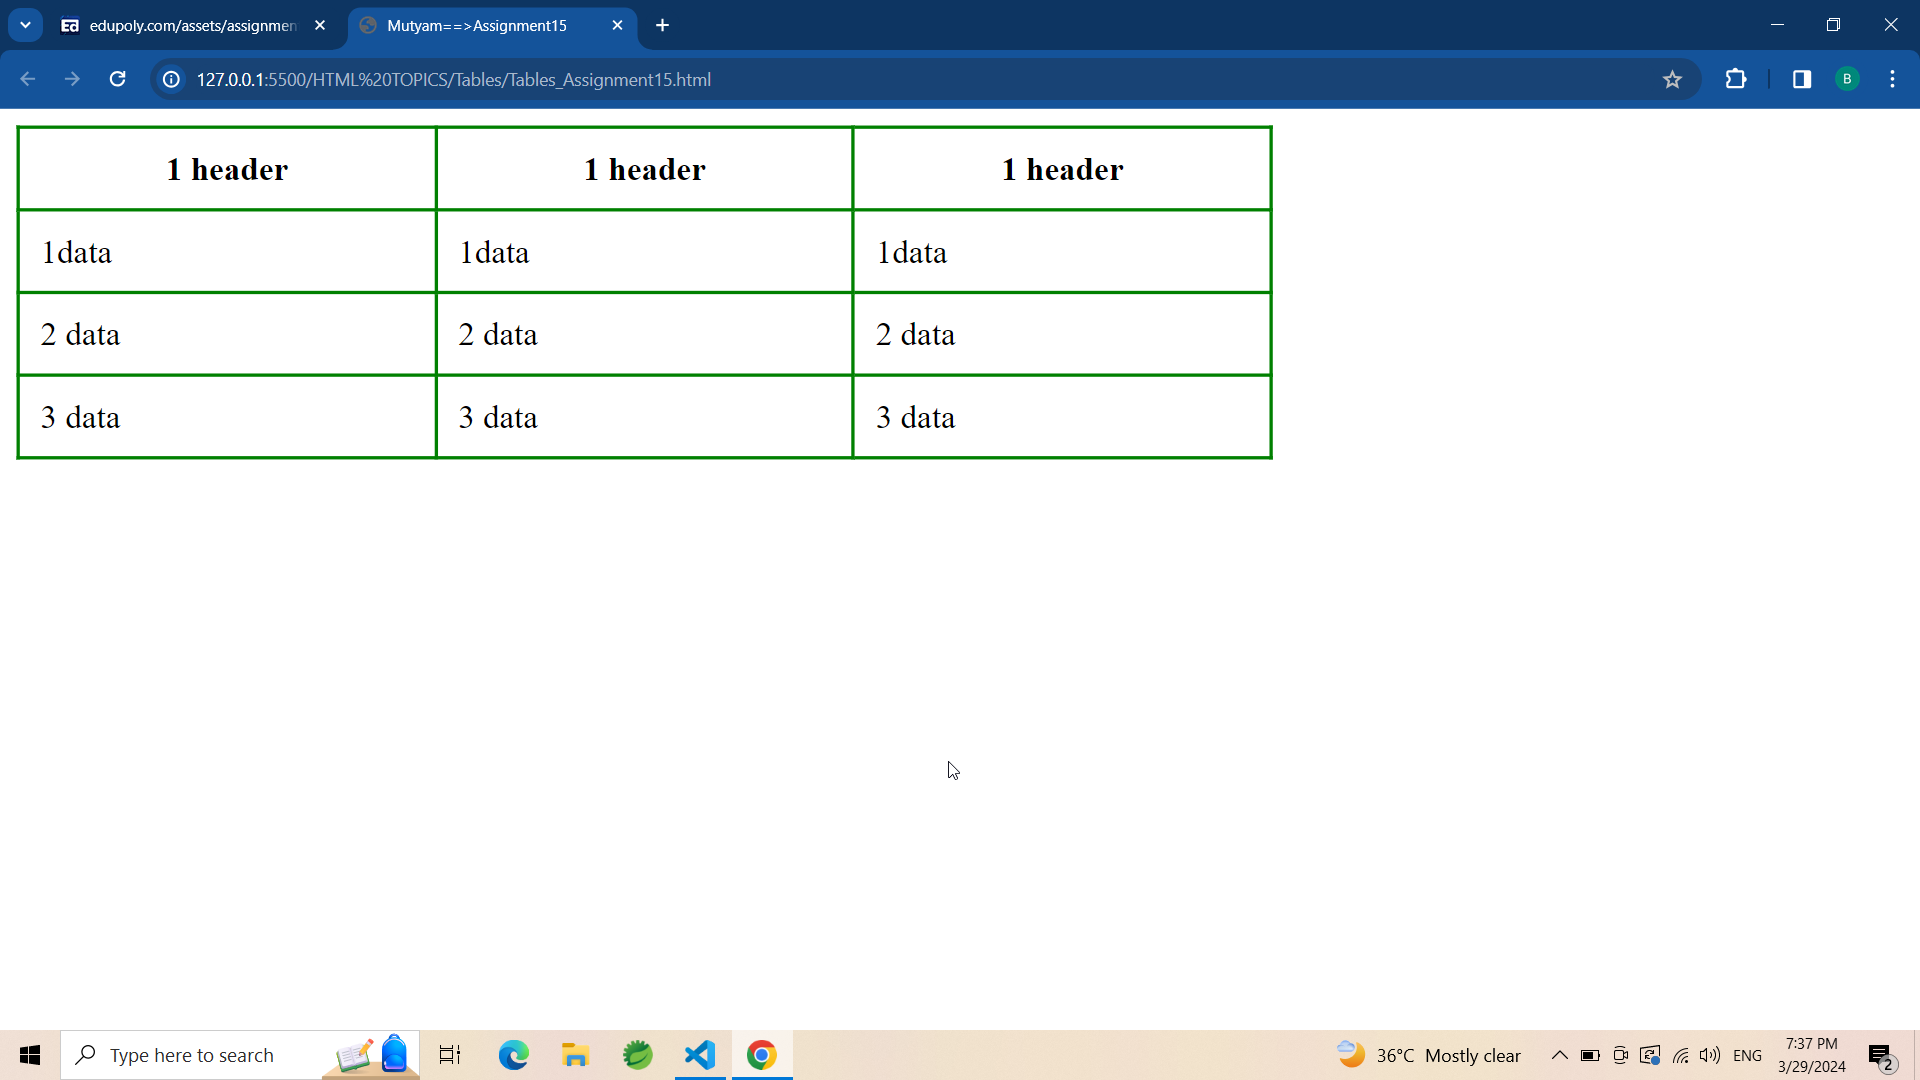 edupoly.com/assets/assignmen
Mutyam==>Assignment15
127.0.0.1:5500/HTML%20TOPICS/Tables/Tables_Assignment15.html
B
1 header 1 header 1 header
1data 1data 1data
2 data 2 data 2 data
3 data 3 data 3 data
Type here to search
36°C Mostly clear
ENG
7:37 PM
3/29/2024
2